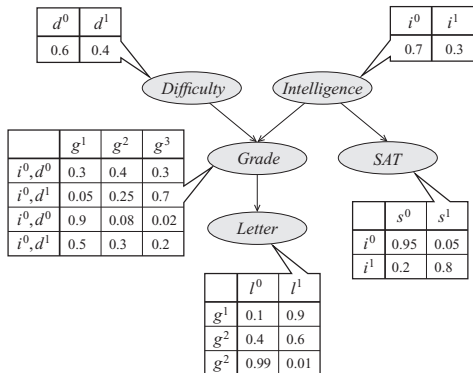 d⁰ d¹
0.6 0.4
i⁰ i¹
0.7 0.3
Difficulty
Intelligence
g¹ g² g³
i⁰,d⁰ 0.3 0.4 0.3
i⁰,d¹ 0.05 0.25 0.7
i⁰,d⁰ 0.9 0.08 0.02
i⁰,d¹ 0.5 0.3 0.2
Grade
SAT
s⁰ s¹
i⁰ 0.95 0.05
i¹ 0.2 0.8
Letter
l⁰ l¹
g¹ 0.1 0.9
g² 0.4 0.6
g² 0.99 0.01